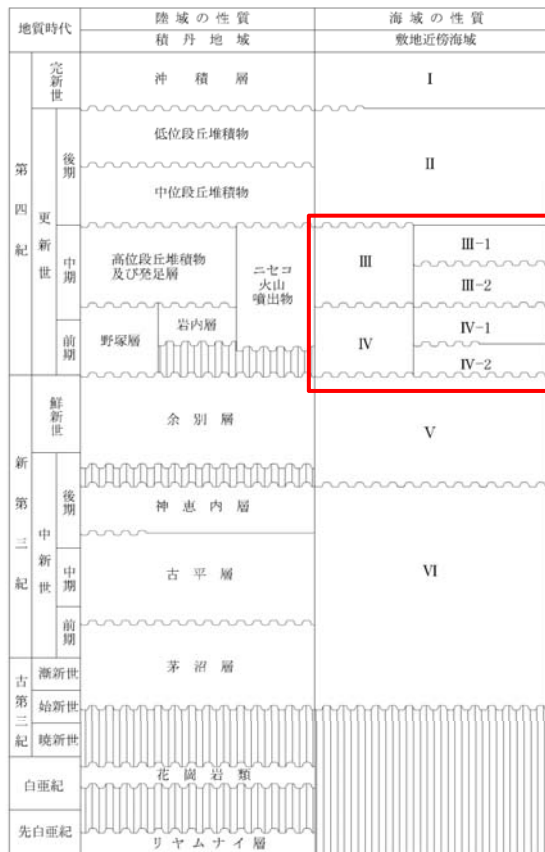 地質時代
陸域の性質
海域の性質
積丹地域
敷地近傍海域
第四紀
完新世
沖積層
I
更新世
後期
低位段丘堆積物
中位段丘堆積物
II
中期
高位段丘堆積物
及び発足層
ニセコ
火山
噴出物
III
III-1
III-2
前期
野塚層
岩内層
IV
IV-1
IV-2
新第三紀
鮮新世
余別層
V
中新世
後期
神恵内層
中期
古平層
VI
前期
古第三紀
漸新世
茅沼層
始新世
暁新世
白亜紀
花崗岩類
先白亜紀
リヤムナイ層